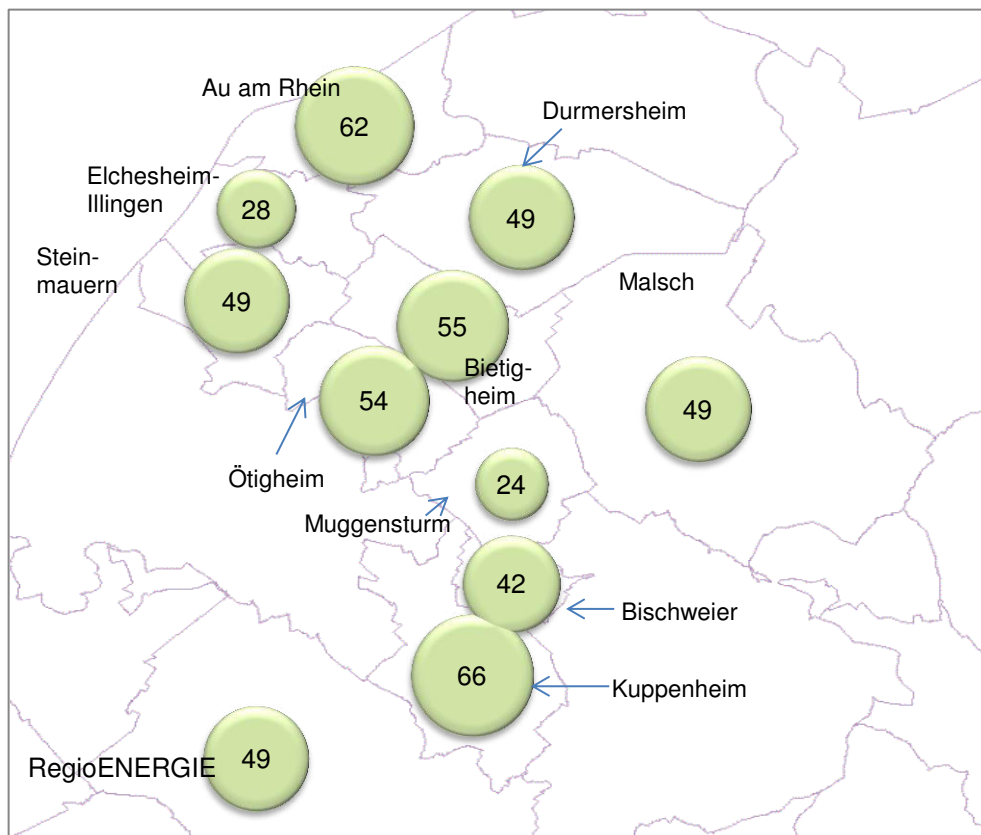 Au am Rhein
62
Durmersheim
49
Elchesheim-
Illingen
28
Stein-
mauern
49
Malsch
49
55
Bietig-
heim
54
Ötigheim
24
Muggensturm
42
Bischweier
66
Kuppenheim
RegioENERGIE
49